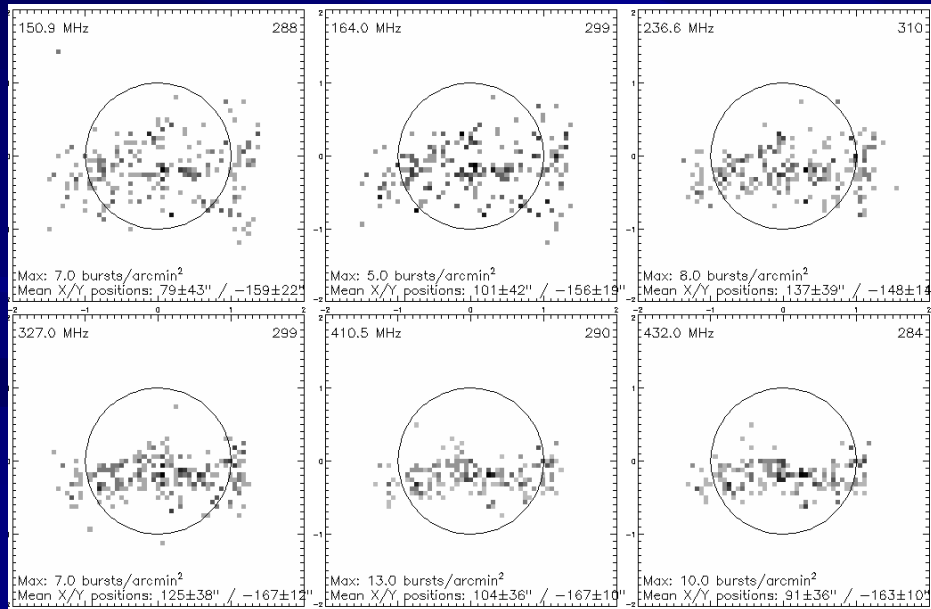 150.9 MHz 288
Max: 7.0 bursts/arcmin²
Mean X/Y positions: 79±43" / −159±22"
164.0 MHz 299
Max: 5.0 bursts/arcmin²
Mean X/Y positions: 101±42" / −156±19"
236.6 MHz 310
Max: 8.0 bursts/arcmin²
Mean X/Y positions: 137±39" / −148±14
327.0 MHz 299
Max: 7.0 bursts/arcmin²
Mean X/Y positions: 125±38" / −167±12"
410.5 MHz 290
Max: 13.0 bursts/arcmin²
Mean X/Y positions: 104±36" / −167±10"
432.0 MHz 284
Max: 10.0 bursts/arcmin²
Mean X/Y positions: 91±36" / −163±10"